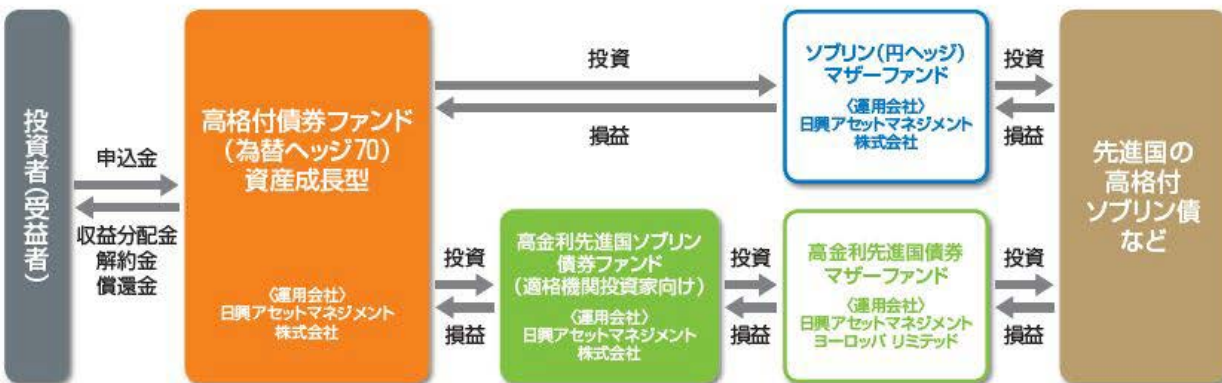 投資者(受益者)
申込金
収益分配金
解約金
償還金
高格付債券ファンド
(為替ヘッジ70)
資産成長型
〈運用会社〉
日興アセットマネジメント
株式会社
投資
損益
ソブリン(円ヘッジ)
マザーファンド
〈運用会社〉
日興アセットマネジメント
株式会社
投資
損益
投資
損益
高金利先進国ソブリン
債券ファンド
(適格機関投資家向け)
〈運用会社〉
日興アセットマネジメント
株式会社
投資
損益
高金利先進国債券
マザーファンド
〈運用会社〉
日興アセットマネジメント
ヨーロッパ リミテッド
投資
損益
先進国の
高格付
ソブリン債
など